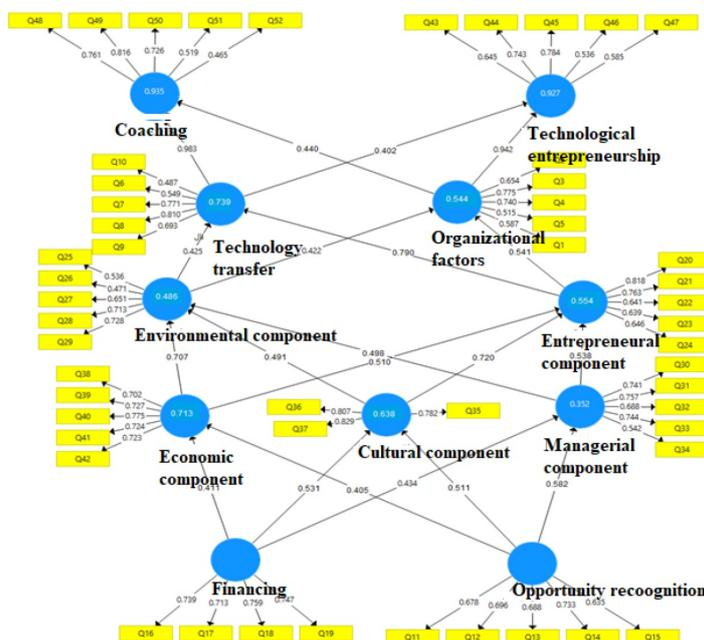 Q48 Q49 Q50 Q51 Q52
Q43 Q44 Q45 Q46 Q47
0.761 0.816 0.726 0.519 0.465
0.645 0.743 0.784 0.536 0.585
0.935
0.927
Coaching
Technological
entrepreneurship
0.983
0.440
0.402
0.942
Q10
Q6
Q7
Q8
Q9
0.487
0.549
0.771
0.810
0.693
0.739
Technology
transfer
0.544
Organizational
factors
0.654
0.775
0.740
0.515
0.587
Q3
Q4
Q5
Q1
0.425
0.422
0.790
0.541
Q25
Q26
Q27
Q28
Q29
0.536
0.471
0.651
0.713
0.728
0.486
Environmental component
0.554
Entrepreneural
component
0.818
0.763
0.641
0.639
0.646
Q20
Q21
Q22
Q23
Q24
0.707
0.491
0.498
0.510
0.720
0.538
Q38
Q39
Q40
Q41
Q42
0.702
0.727
0.775
0.724
0.723
0.713
Economic
component
Q36
Q37
0.807
0.829
0.638
0.782
Q35
Cultural component
0.352
Managerial
component
0.741
0.757
0.688
0.744
0.542
Q30
Q31
Q32
Q33
Q34
0.411
0.531
0.405
0.434
0.511
0.582
Financing
Opportunity recoognition
0.739 0.713 0.759 0.747
0.678 0.696 0.688 0.733 0.635
Q16 Q17 Q18 Q19
Q11 Q12 Q13 Q14 Q15